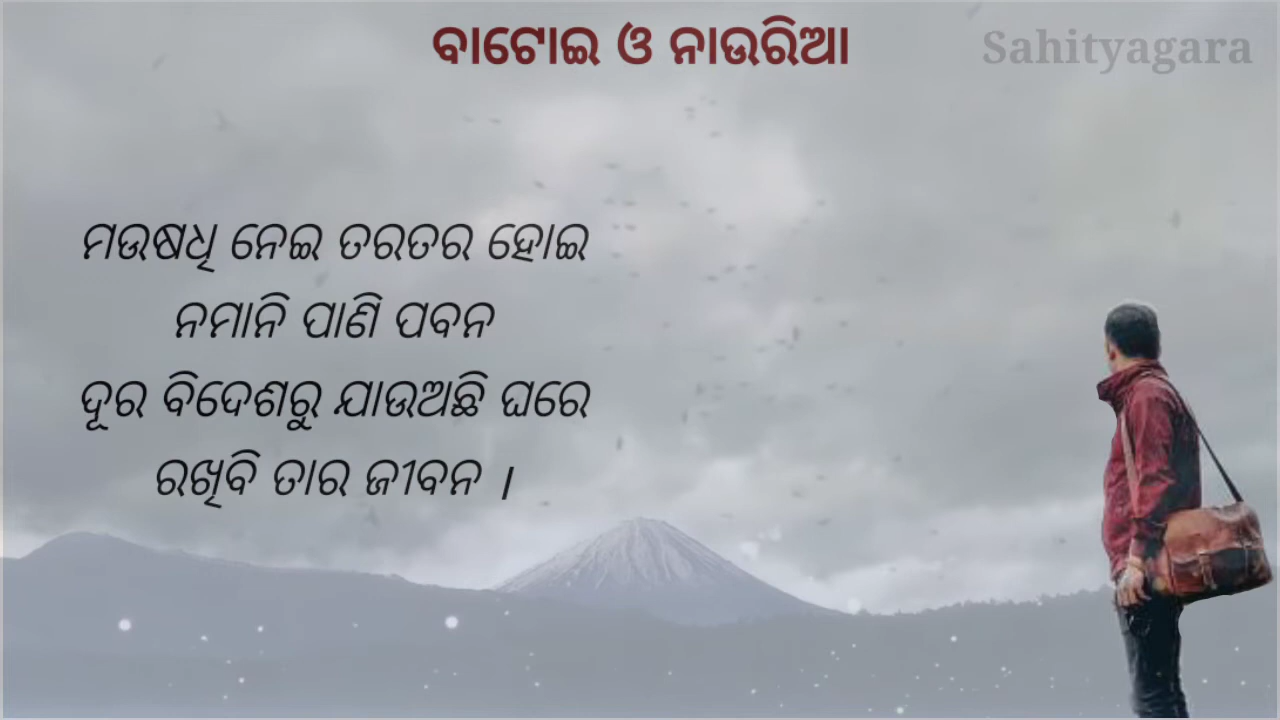 ବାଟୋଇ ଓ ନାଉରିଆ
Sahityagara
ମଉଷଧି ନେଇ ତରତର ହୋଇ
ନମାନି ପାଣି ପବନ
ଦୂର ବିଦେଶରୁ ଯାଉଅଛି ଘରେ
ରଖିବି ତାର ଜୀବନ ।